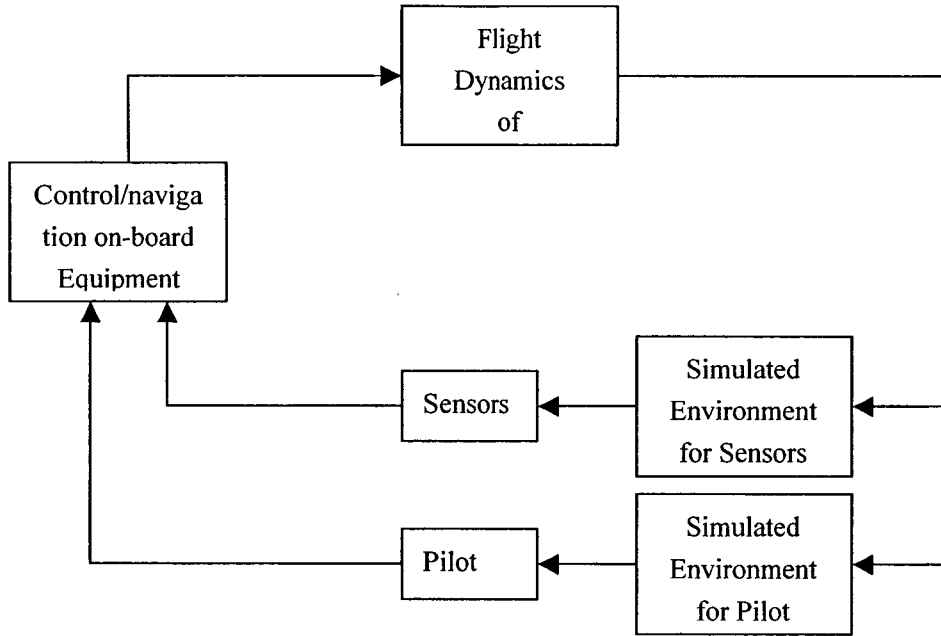 Flight
Dynamics
of
Control/naviga
tion on-board
Equipment
Sensors
Simulated
Environment
for Sensors
Pilot
Simulated
Environment
for Pilot